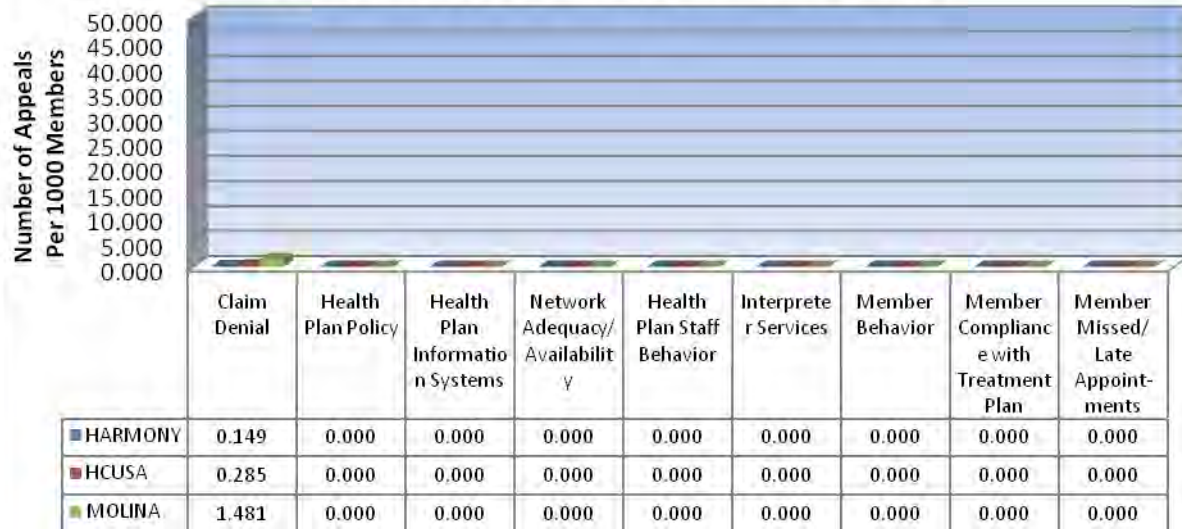 Number of Appeals
Per 1000 Members
50.000
45.000
40.000
35.000
30.000
25.000
20.000
15.000
10.000
5.000
0.000
Claim Denial
Health Plan Policy
Health Plan Informatio n Systems
Network Adequacy/ Availabilit y
Health Plan Staff Behavior
Interprete r Services
Member Behavior
Member Complianc e with Treatment Plan
Member Missed/ Late Appoint- ments
HARMONY 0.149 0.000 0.000 0.000 0.000 0.000 0.000 0.000 0.000
HCUSA 0.285 0.000 0.000 0.000 0.000 0.000 0.000 0.000 0.000
MOLINA 1.481 0.000 0.000 0.000 0.000 0.000 0.000 0.000 0.000